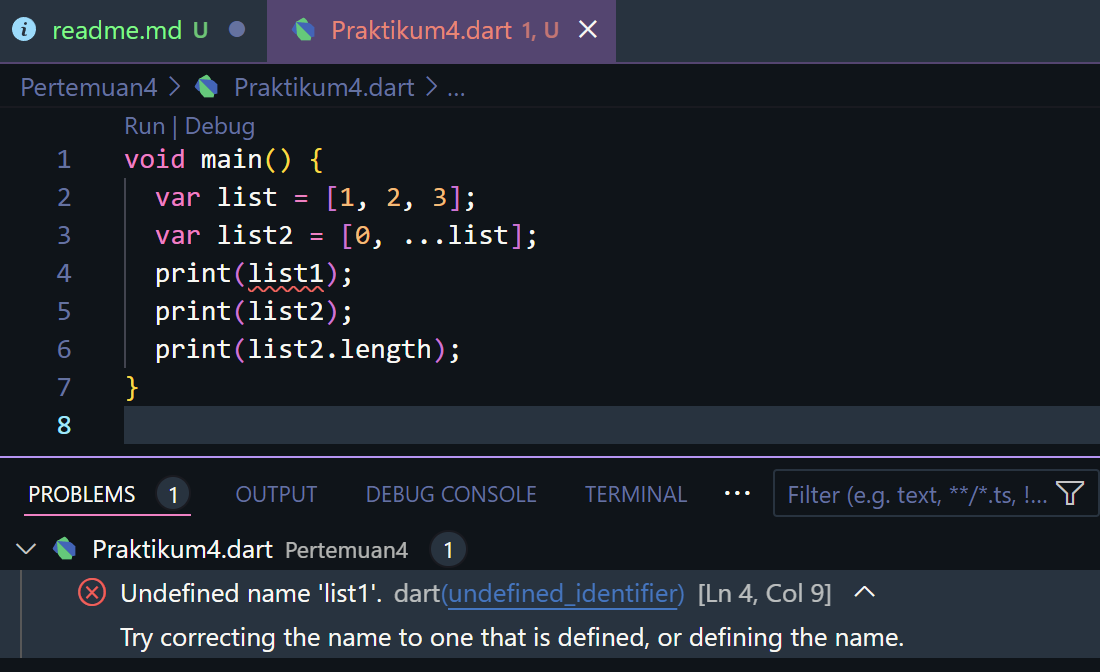 readme.md U
Praktikum4.dart 1, U
Pertemuan4 > Praktikum4.dart > ...
Run | Debug
1 void main() {
2   var list = [1, 2, 3];
3   var list2 = [0, ...list];
4   print(list1);
5   print(list2);
6   print(list2.length);
7 }
8
PROBLEMS 1 OUTPUT DEBUG CONSOLE TERMINAL ... Filter (e.g. text, **/*.ts, !...
Praktikum4.dart Pertemuan4 1
Undefined name 'list1'. dart(undefined_identifier) [Ln 4, Col 9]
Try correcting the name to one that is defined, or defining the name.